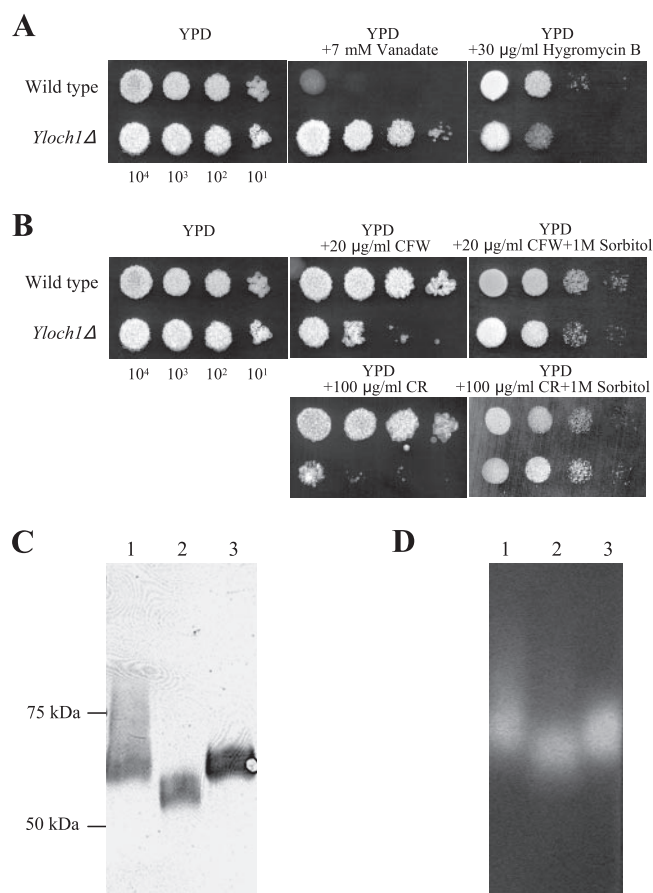 A
YPD
YPD
+7 mM Vanadate
YPD
+30 μg/ml Hygromycin B
Wild type
Yloch1Δ
10⁴ 10³ 10² 10¹
B
YPD
YPD
+20 μg/ml CFW
YPD
+20 μg/ml CFW+1M Sorbitol
Wild type
Yloch1Δ
10⁴ 10³ 10² 10¹
YPD
+100 μg/ml CR
YPD
+100 μg/ml CR+1M Sorbitol
C
1 2 3
75 kDa
50 kDa
D
1 2 3